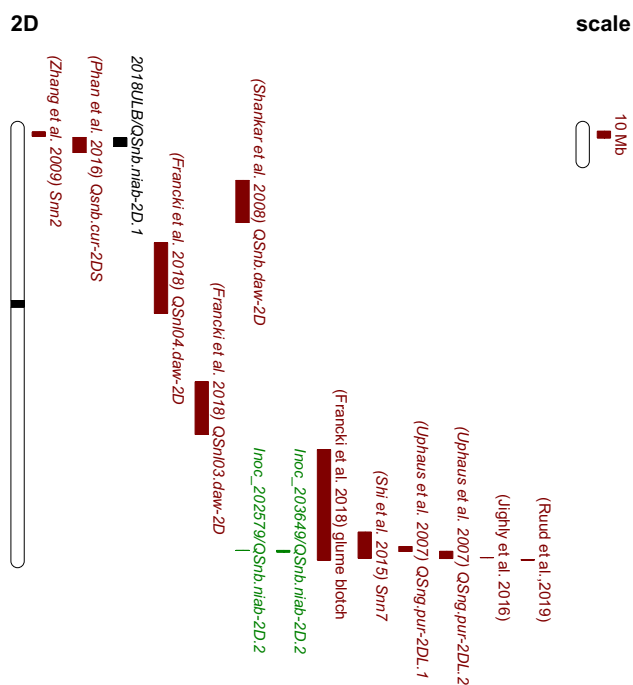 2D
scale
10 Mb
(Zhang et al. 2009) Snn2
(Phan et al. 2016) Qsnb.cur-2DS
2018ULB/QSnb.niab-2D.1
(Francki et al. 2018) QSnl04.daw-2D
(Francki et al. 2018) QSnl03.daw-2D
(Shankar et al. 2008) QSnb.daw-2D
Inoc_202579/QSnb.niab-2D.2
Inoc_203649/QSnb.niab-2D.2
(Francki et al. 2018) glume blotch
(Shi et al. 2015) Snn7
(Uphaus et al. 2007) QSng.pur-2DL.1
(Uphaus et al. 2007) QSng.pur-2DL.2
(Jighly et al. 2016)
(Ruud et al.,2019)